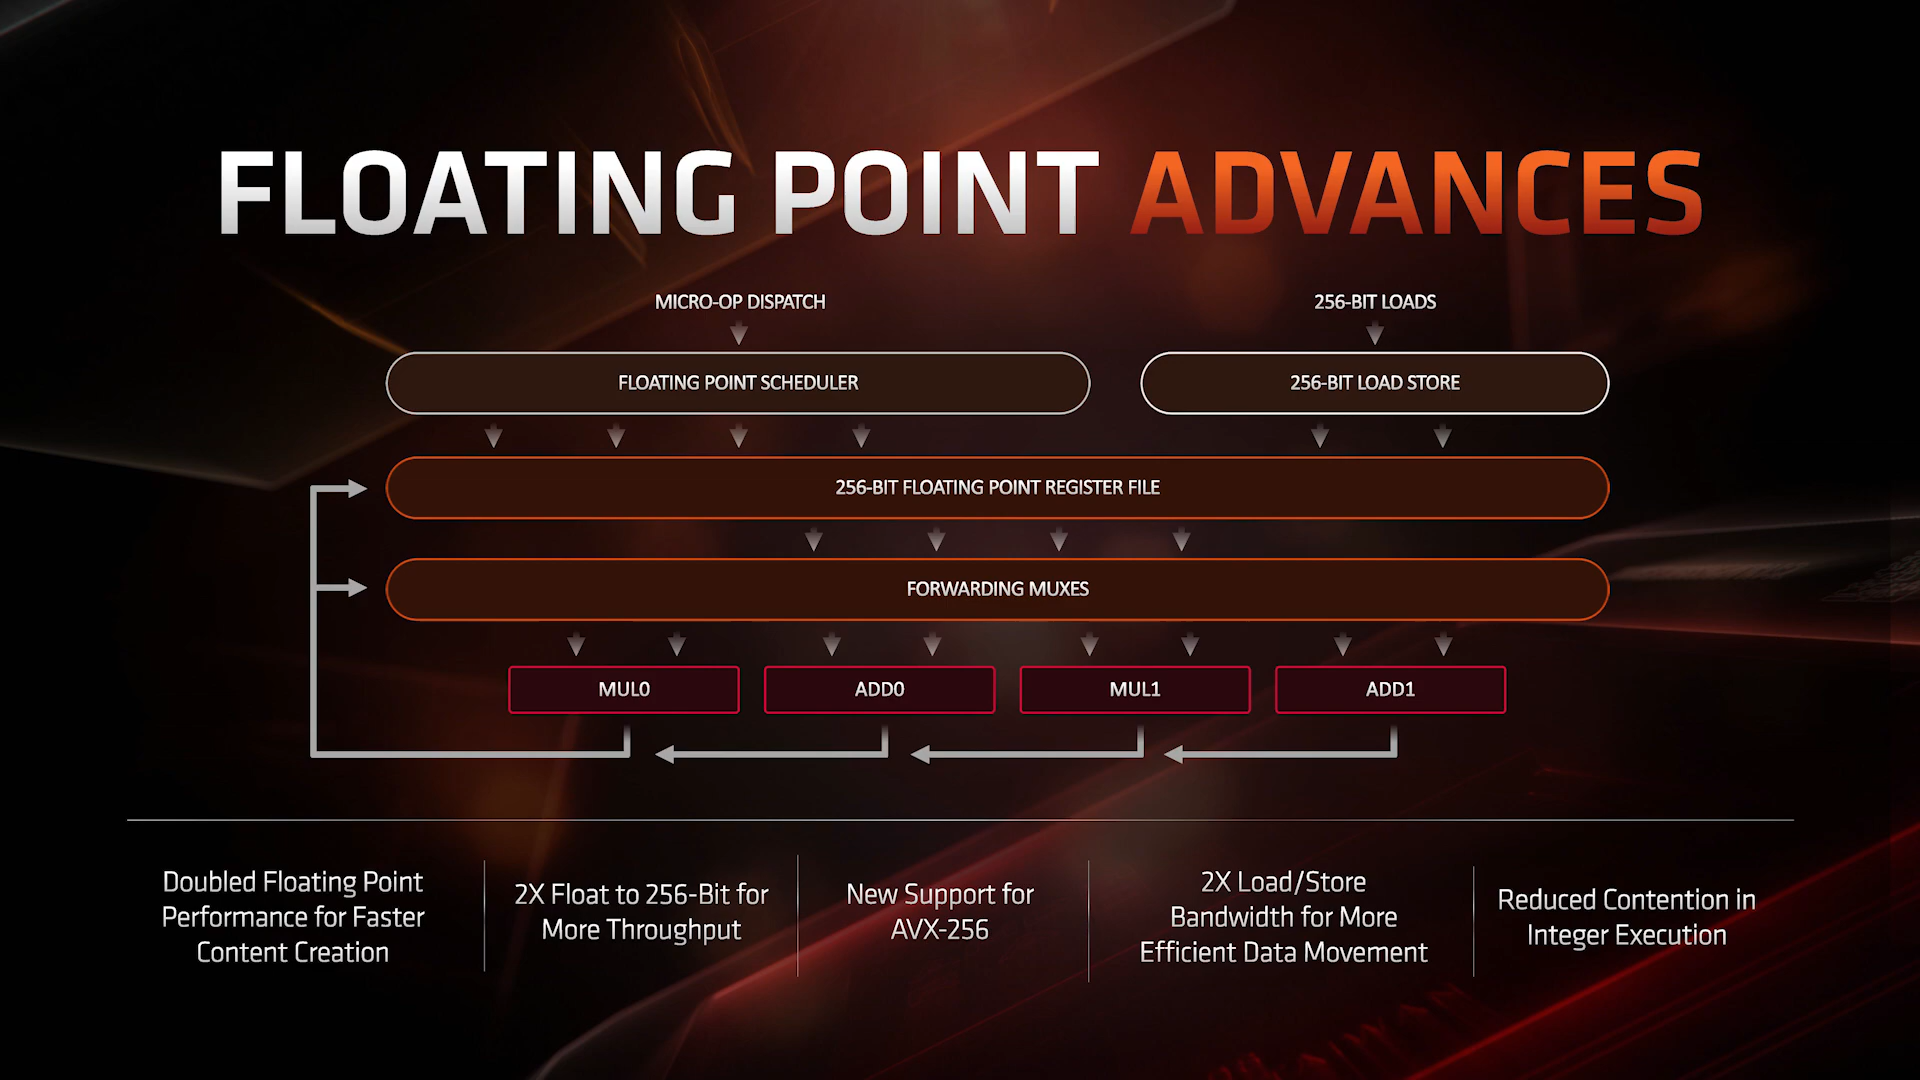 FLOATING POINT ADVANCES
MICRO-OP DISPATCH
256-BIT LOADS
FLOATING POINT SCHEDULER
256-BIT LOAD STORE
256-BIT FLOATING POINT REGISTER FILE
FORWARDING MUXES
MUL0
ADD0
MUL1
ADD1
Doubled Floating Point
Performance for Faster
Content Creation
2X Float to 256-Bit for
More Throughput
New Support for
AVX-256
2X Load/Store
Bandwidth for More
Efficient Data Movement
Reduced Contention in
Integer Execution